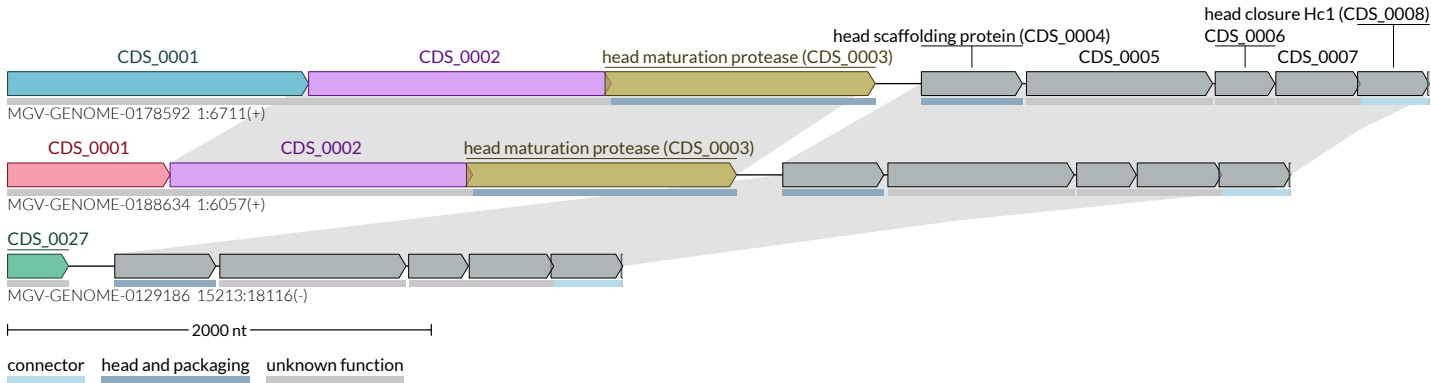 head closure Hc1 (CDS_0008)
head scaffolding protein (CDS_0004) CDS_0006
CDS_0001 CDS_0002 head maturation protease (CDS_0003) CDS_0005 CDS_0007
MGV-GENOME-0178592 1:6711(+)
CDS_0001 CDS_0002 head maturation protease (CDS_0003)
MGV-GENOME-0188634 1:6057(+)
CDS_0027
MGV-GENOME-0129186 15213:18116(-)
2000 nt
connector head and packaging unknown function